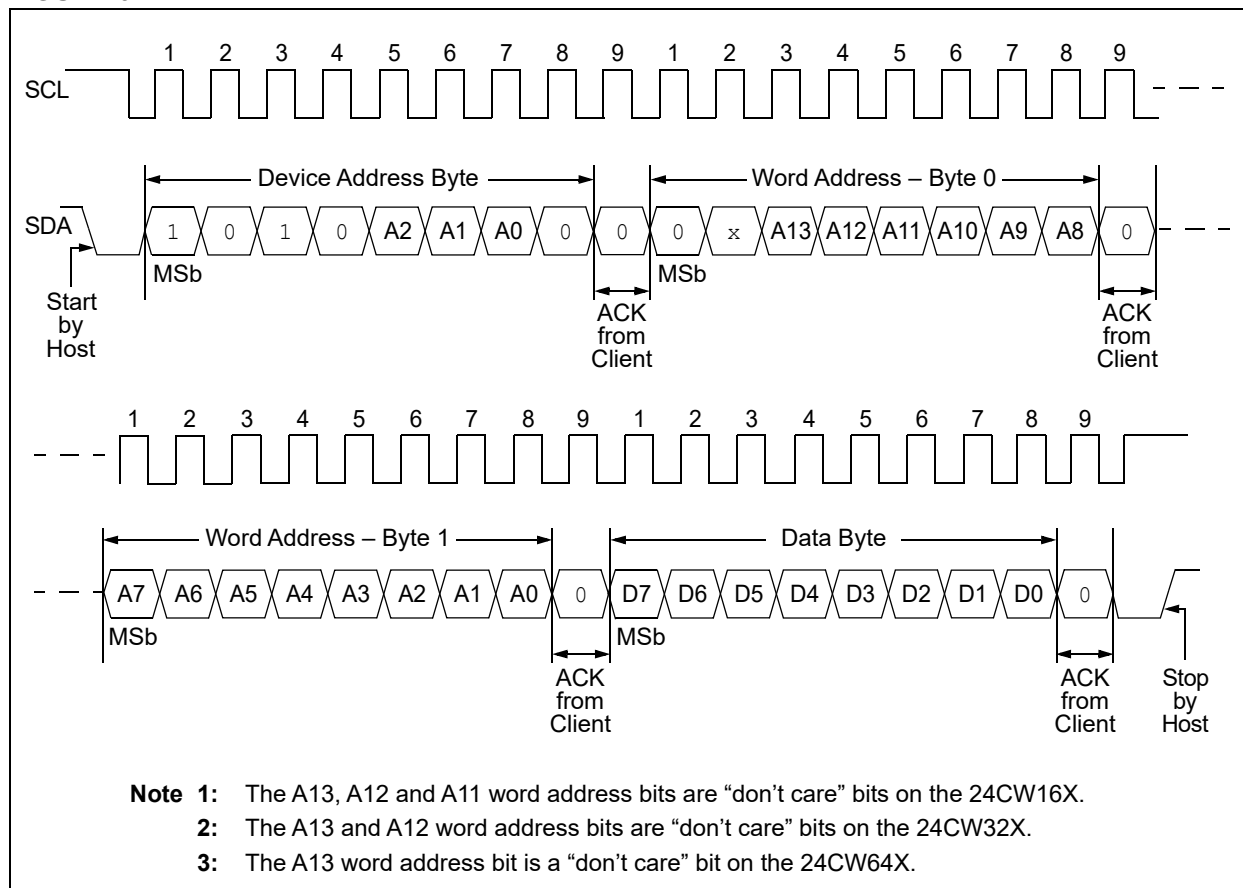 1 2 3 4 5 6 7 8 9 1 2 3 4 5 6 7 8 9
SCL
Device Address Byte Word Address – Byte 0
SDA 1 0 1 0 A2 A1 A0 0 0 0 x A13 A12 A11 A10 A9 A8 0
MSb MSb
Start by Host
ACK from Client
ACK from Client
1 2 3 4 5 6 7 8 9 1 2 3 4 5 6 7 8 9
Word Address – Byte 1 Data Byte
A7 A6 A5 A4 A3 A2 A1 A0 0 D7 D6 D5 D4 D3 D2 D1 D0 0
MSb MSb
ACK from Client
ACK from Client
Stop by Host
Note 1: The A13, A12 and A11 word address bits are “don’t care” bits on the 24CW16X.
2: The A13 and A12 word address bits are “don’t care” bits on the 24CW32X.
3: The A13 word address bit is a “don’t care” bit on the 24CW64X.